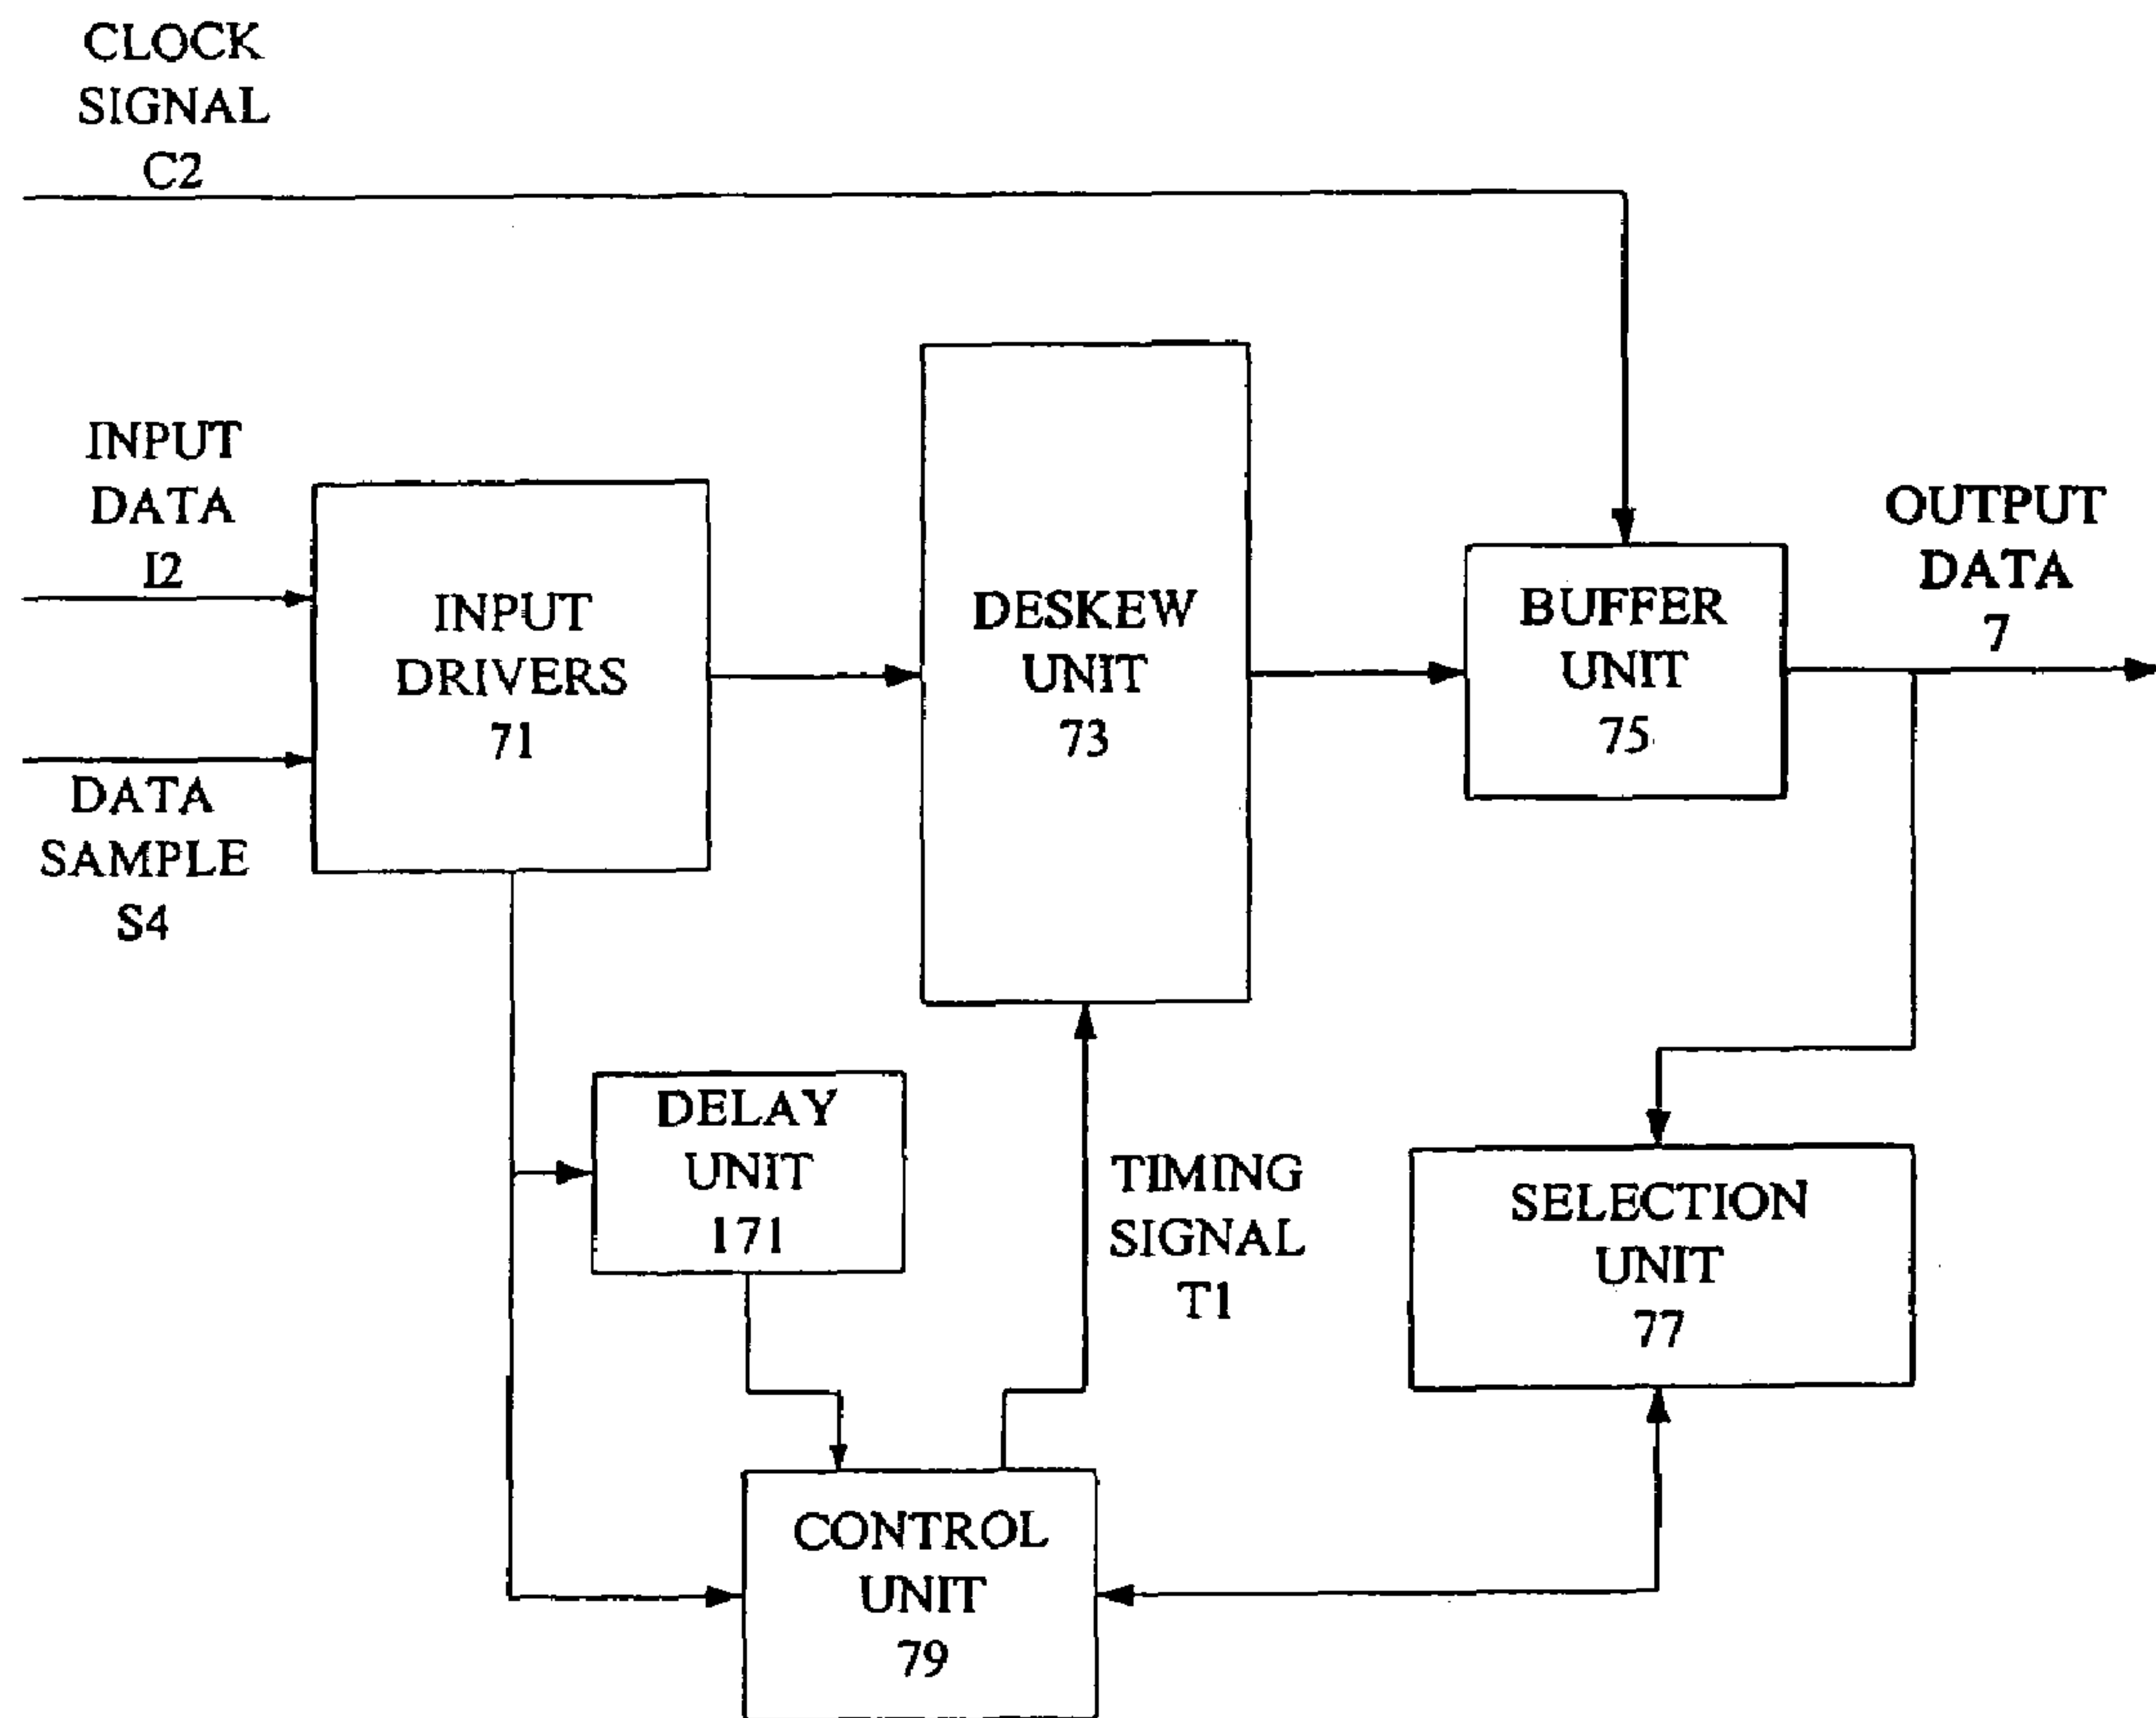 CLOCK
SIGNAL
C2
INPUT
DATA
I2
INPUT
DRIVERS
71
DATA
SAMPLE
S4
DESKEW
UNIT
73
BUFFER
UNIT
75
OUTPUT
DATA
7
DELAY
UNIT
171
TIMING
SIGNAL
T1
SELECTION
UNIT
77
CONTROL
UNIT
79